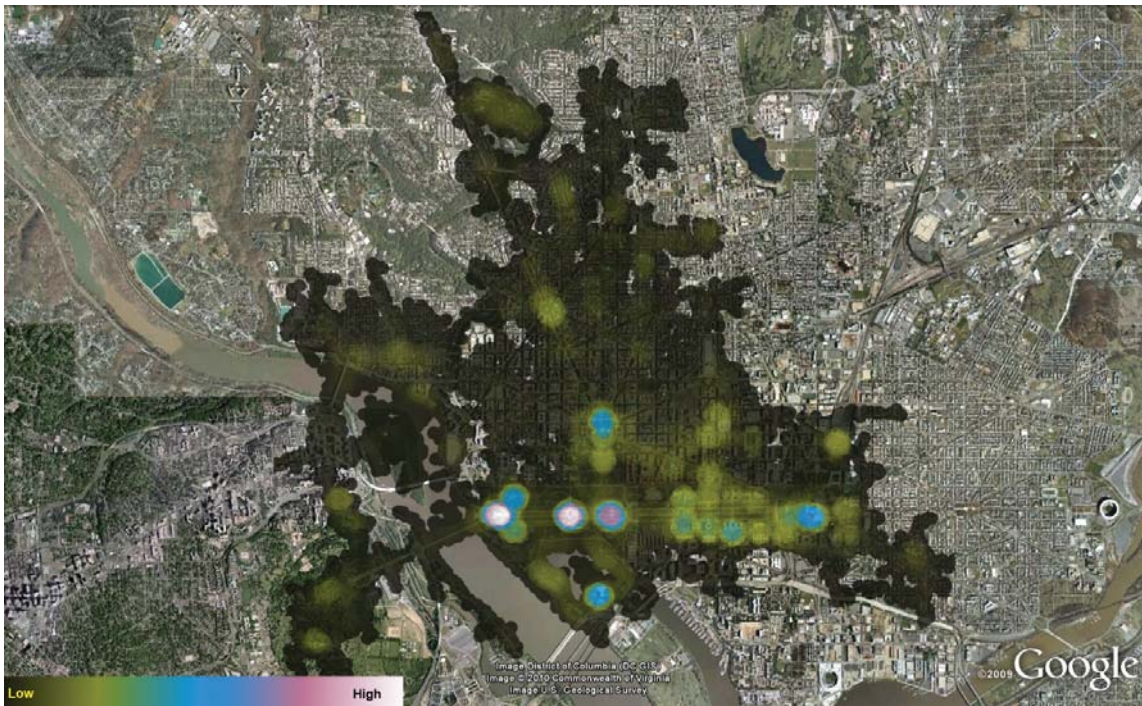 N
Image District of Columbia (DC GIS)
Image © 2010 Commonwealth of Virginia
Image U.S. Geological Survey
©2009 Google
Low
High